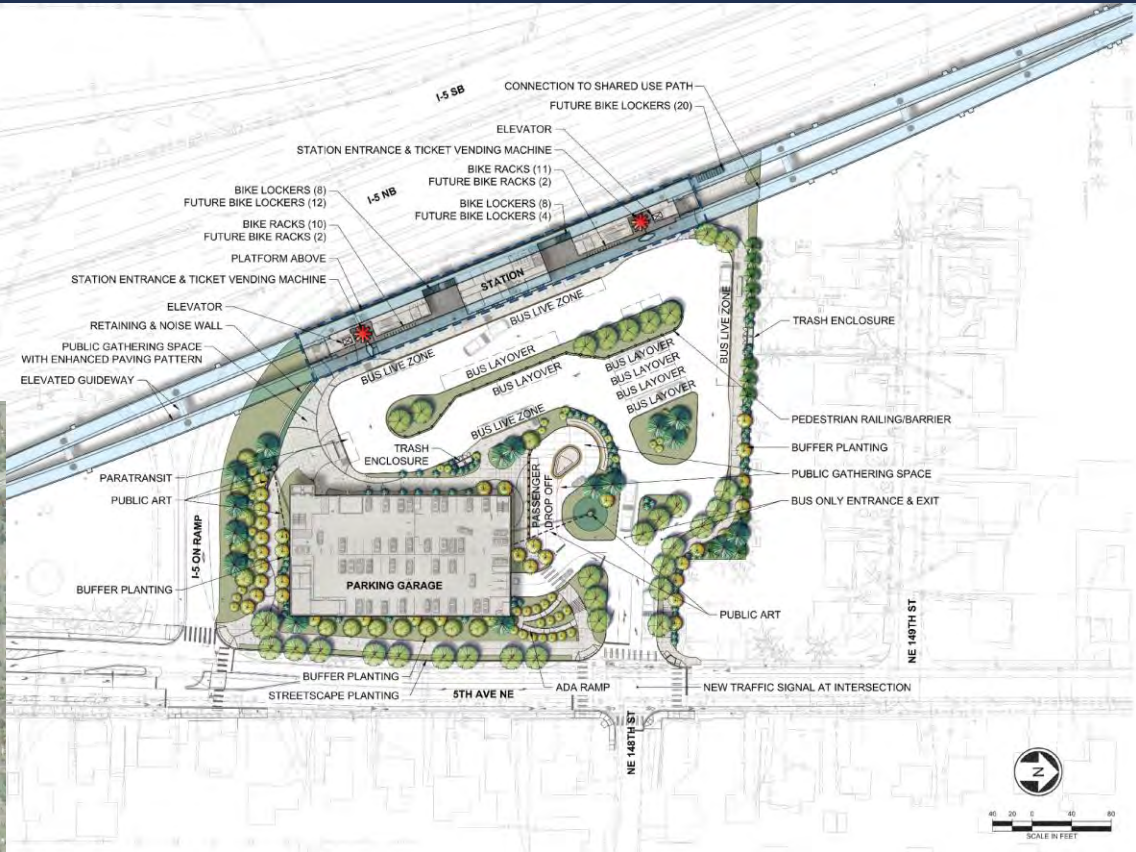 I-5 SB
I-5 NB
CONNECTION TO SHARED USE PATH
FUTURE BIKE LOCKERS (20)
ELEVATOR
STATION ENTRANCE & TICKET VENDING MACHINE
BIKE RACKS (11)
FUTURE BIKE RACKS (2)
BIKE LOCKERS (8)
FUTURE BIKE LOCKERS (4)
BIKE LOCKERS (8)
FUTURE BIKE LOCKERS (12)
BIKE RACKS (10)
FUTURE BIKE RACKS (2)
PLATFORM ABOVE
STATION ENTRANCE & TICKET VENDING MACHINE
ELEVATOR
RETAINING & NOISE WALL
PUBLIC GATHERING SPACE
WITH ENHANCED PAVING PATTERN
ELEVATED GUIDEWAY
STATION
BUS LIVE ZONE
BUS LIVE ZONE
BUS LIVE ZONE
BUS LAYOVER
BUS LAYOVER
BUS LAYOVER
BUS LAYOVER
BUS LAYOVER
BUS LAYOVER
BUS LIVE ZONE
TRASH ENCLOSURE
PEDESTRIAN RAILING/BARRIER
BUFFER PLANTING
PUBLIC GATHERING SPACE
BUS ONLY ENTRANCE & EXIT
TRASH
ENCLOSURE
PASSENGER
DROP OFF
PARATRANSIT
PUBLIC ART
I-5 ON RAMP
BUFFER PLANTING
PARKING GARAGE
PUBLIC ART
NE 149TH ST
BUFFER PLANTING
STREETSCAPE PLANTING
5TH AVE NE
ADA RAMP
NEW TRAFFIC SIGNAL AT INTERSECTION
NE 148TH ST
N
40 20 0 40 80
SCALE IN FEET